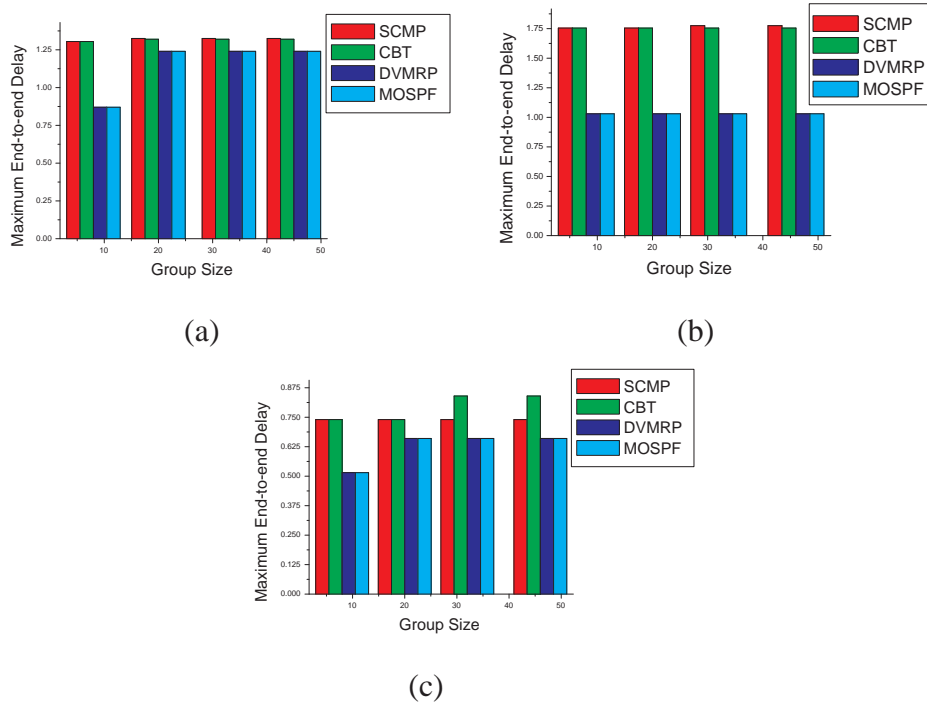 SCMP
CBT
DVMRP
MOSPF
Maximum End-to-end Delay
1.25
1.00
0.75
0.50
0.25
0.00
10 20 30 40 50
Group Size
(a)
SCMP
CBT
DVMRP
MOSPF
Maximum End-to-end Delay
1.75
1.50
1.25
1.00
0.75
0.50
0.25
0.00
10 20 30 40 50
Group Size
(b)
SCMP
CBT
DVMRP
MOSPF
Maximum End-to-end Delay
0.875
0.750
0.625
0.500
0.375
0.250
0.125
0.000
10 20 30 40 50
Group Size
(c)